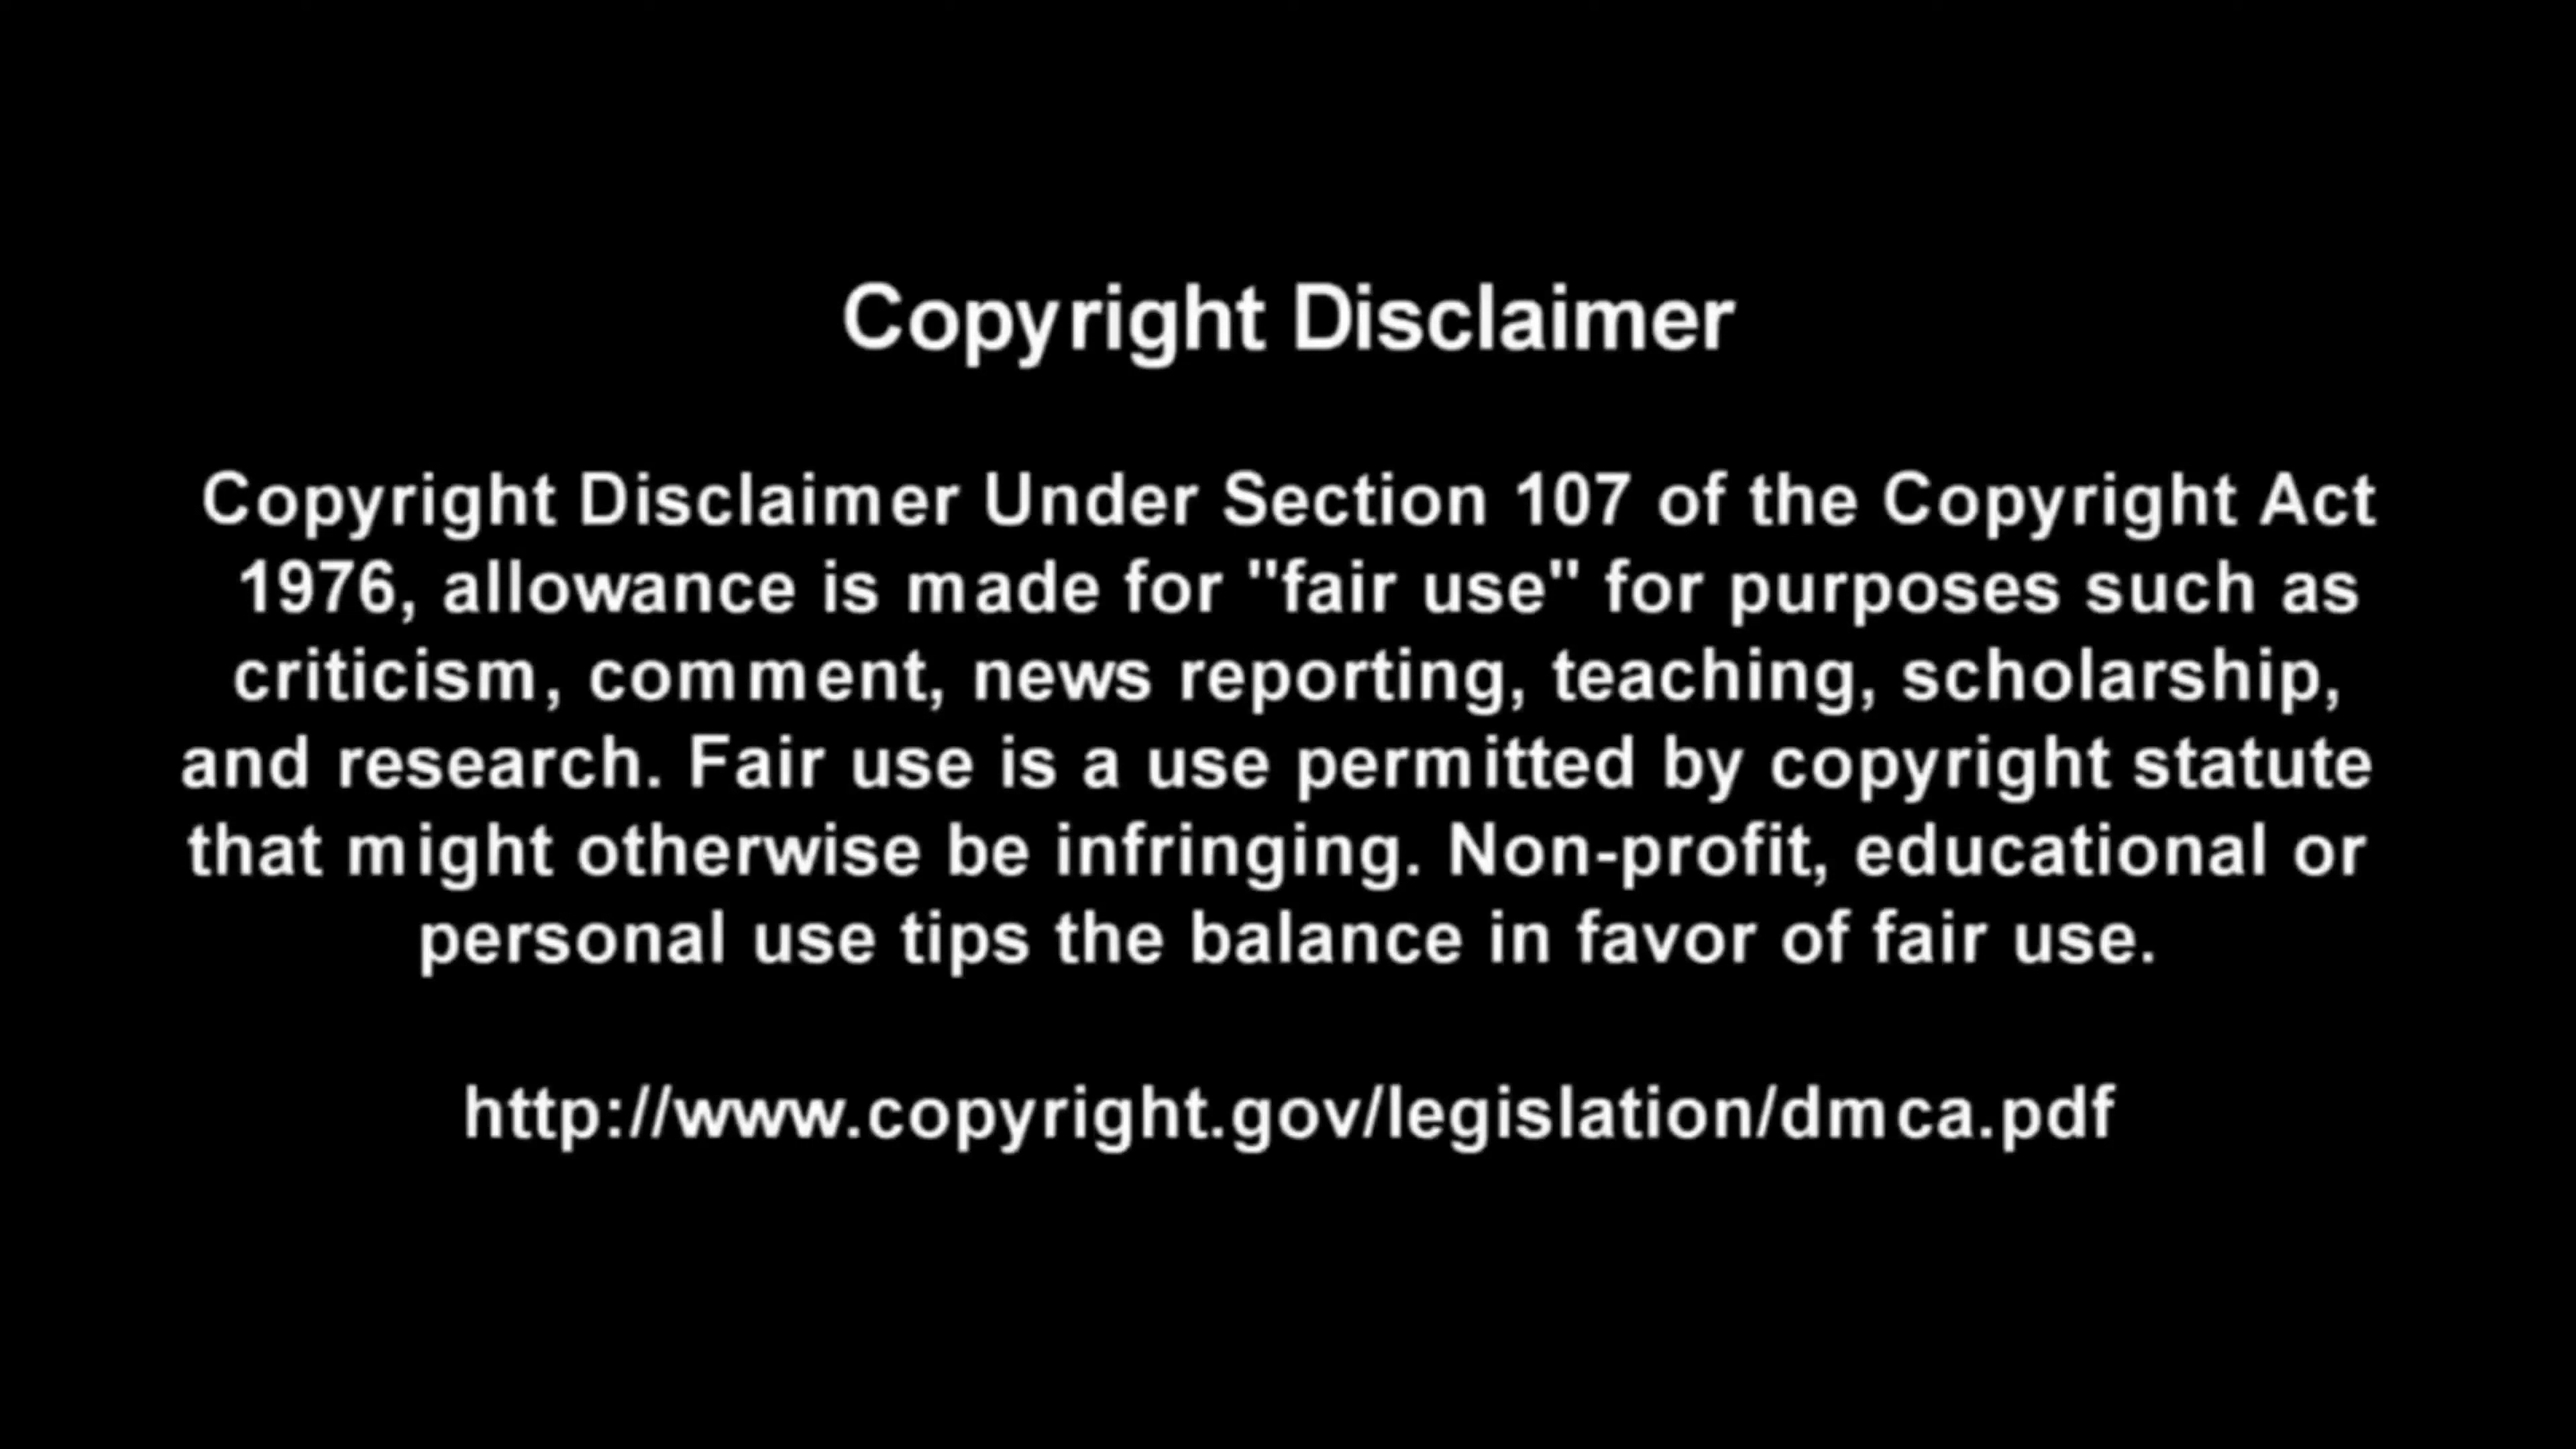 Copyright Disclaimer
Copyright Disclaimer Under Section 107 of the Copyright Act
1976, allowance is made for "fair use" for purposes such as
criticism, comment, news reporting, teaching, scholarship,
and research. Fair use is a use permitted by copyright statute
that might otherwise be infringing. Non-profit, educational or
personal use tips the balance in favor of fair use.
http://www.copyright.gov/legislation/dmca.pdf